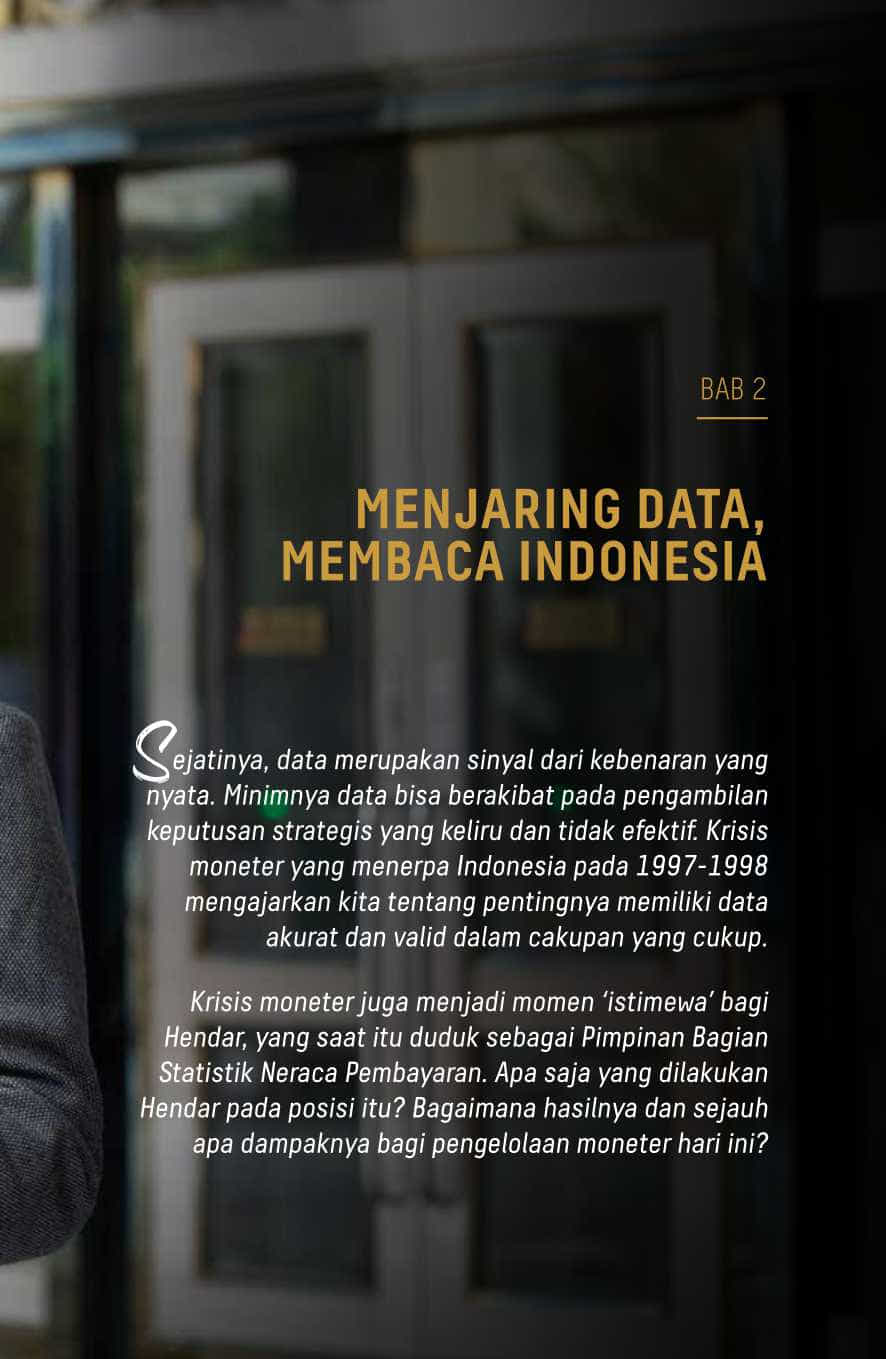 BAB 2
MENJARING DATA,
MEMBACA INDONESIA
Sejatinya, data merupakan sinyal dari kebenaran yang
nyata. Minimnya data bisa berakibat pada pengambilan
keputusan strategis yang keliru dan tidak efektif. Krisis
moneter yang menerpa Indonesia pada 1997-1998
mengajarkan kita tentang pentingnya memiliki data
akurat dan valid dalam cakupan yang cukup.
Krisis moneter juga menjadi momen ‘istimewa’ bagi
Hendar, yang saat itu duduk sebagai Pimpinan Bagian
Statistik Neraca Pembayaran. Apa saja yang dilakukan
Hendar pada posisi itu? Bagaimana hasilnya dan sejauh
apa dampaknya bagi pengelolaan moneter hari ini?